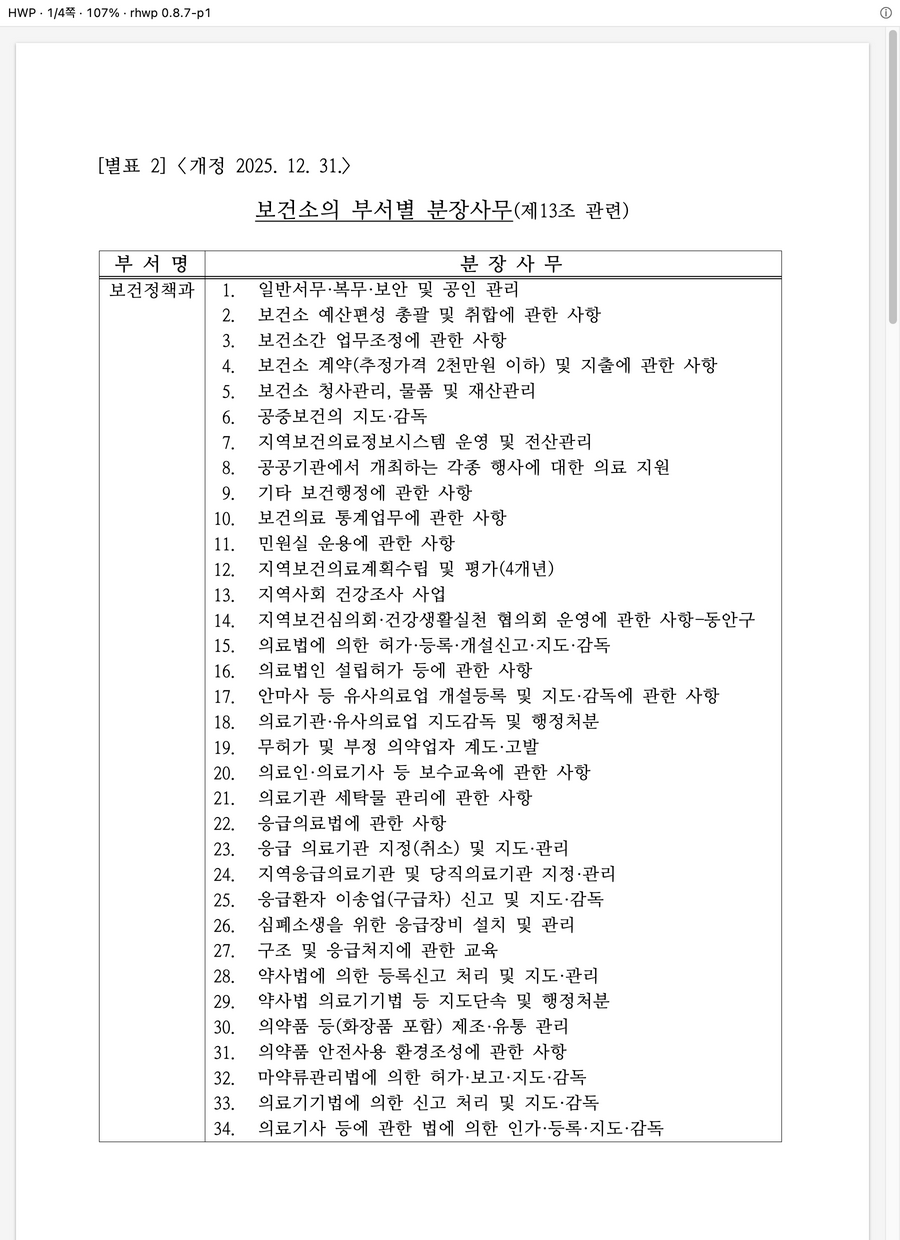 HWP · 1/4쪽 · 107% · rhwp 0.8.7-p1
[별표 2] 〈개정 2025. 12. 31.〉
보건소의 부서별 분장사무(제13조 관련)
부 서 명 분 장 사 무
보건정책과 1. 일반서무·복무·보안 및 공인 관리
2. 보건소 예산편성 총괄 및 취합에 관한 사항
3. 보건소간 업무조정에 관한 사항
4. 보건소 계약(추정가격 2천만원 이하) 및 지출에 관한 사항
5. 보건소 청사관리, 물품 및 재산관리
6. 공중보건의 지도·감독
7. 지역보건의료정보시스템 운영 및 전산관리
8. 공공기관에서 개최하는 각종 행사에 대한 의료 지원
9. 기타 보건행정에 관한 사항
10. 보건의료 통계업무에 관한 사항
11. 민원실 운용에 관한 사항
12. 지역보건의료계획수립 및 평가(4개년)
13. 지역사회 건강조사 사업
14. 지역보건심의회·건강생활실천 협의회 운영에 관한 사항-동안구
15. 의료법에 의한 허가·등록·개설신고·지도·감독
16. 의료법인 설립허가 등에 관한 사항
17. 안마사 등 유사의료업 개설등록 및 지도·감독에 관한 사항
18. 의료기관·유사의료업 지도감독 및 행정처분
19. 무허가 및 부정 의약업자 계도·고발
20. 의료인·의료기사 등 보수교육에 관한 사항
21. 의료기관 세탁물 관리에 관한 사항
22. 응급의료법에 관한 사항
23. 응급 의료기관 지정(취소) 및 지도·관리
24. 지역응급의료기관 및 당직의료기관 지정·관리
25. 응급환자 이송업(구급차) 신고 및 지도·감독
26. 심폐소생을 위한 응급장비 설치 및 관리
27. 구조 및 응급처지에 관한 교육
28. 약사법에 의한 등록신고 처리 및 지도·관리
29. 약사법 의료기기법 등 지도단속 및 행정처분
30. 의약품 등(화장품 포함) 제조·유통 관리
31. 의약품 안전사용 환경조성에 관한 사항
32. 마약류관리법에 의한 허가·보고·지도·감독
33. 의료기기법에 의한 신고 처리 및 지도·감독
34. 의료기사 등에 관한 법에 의한 인가·등록·지도·감독